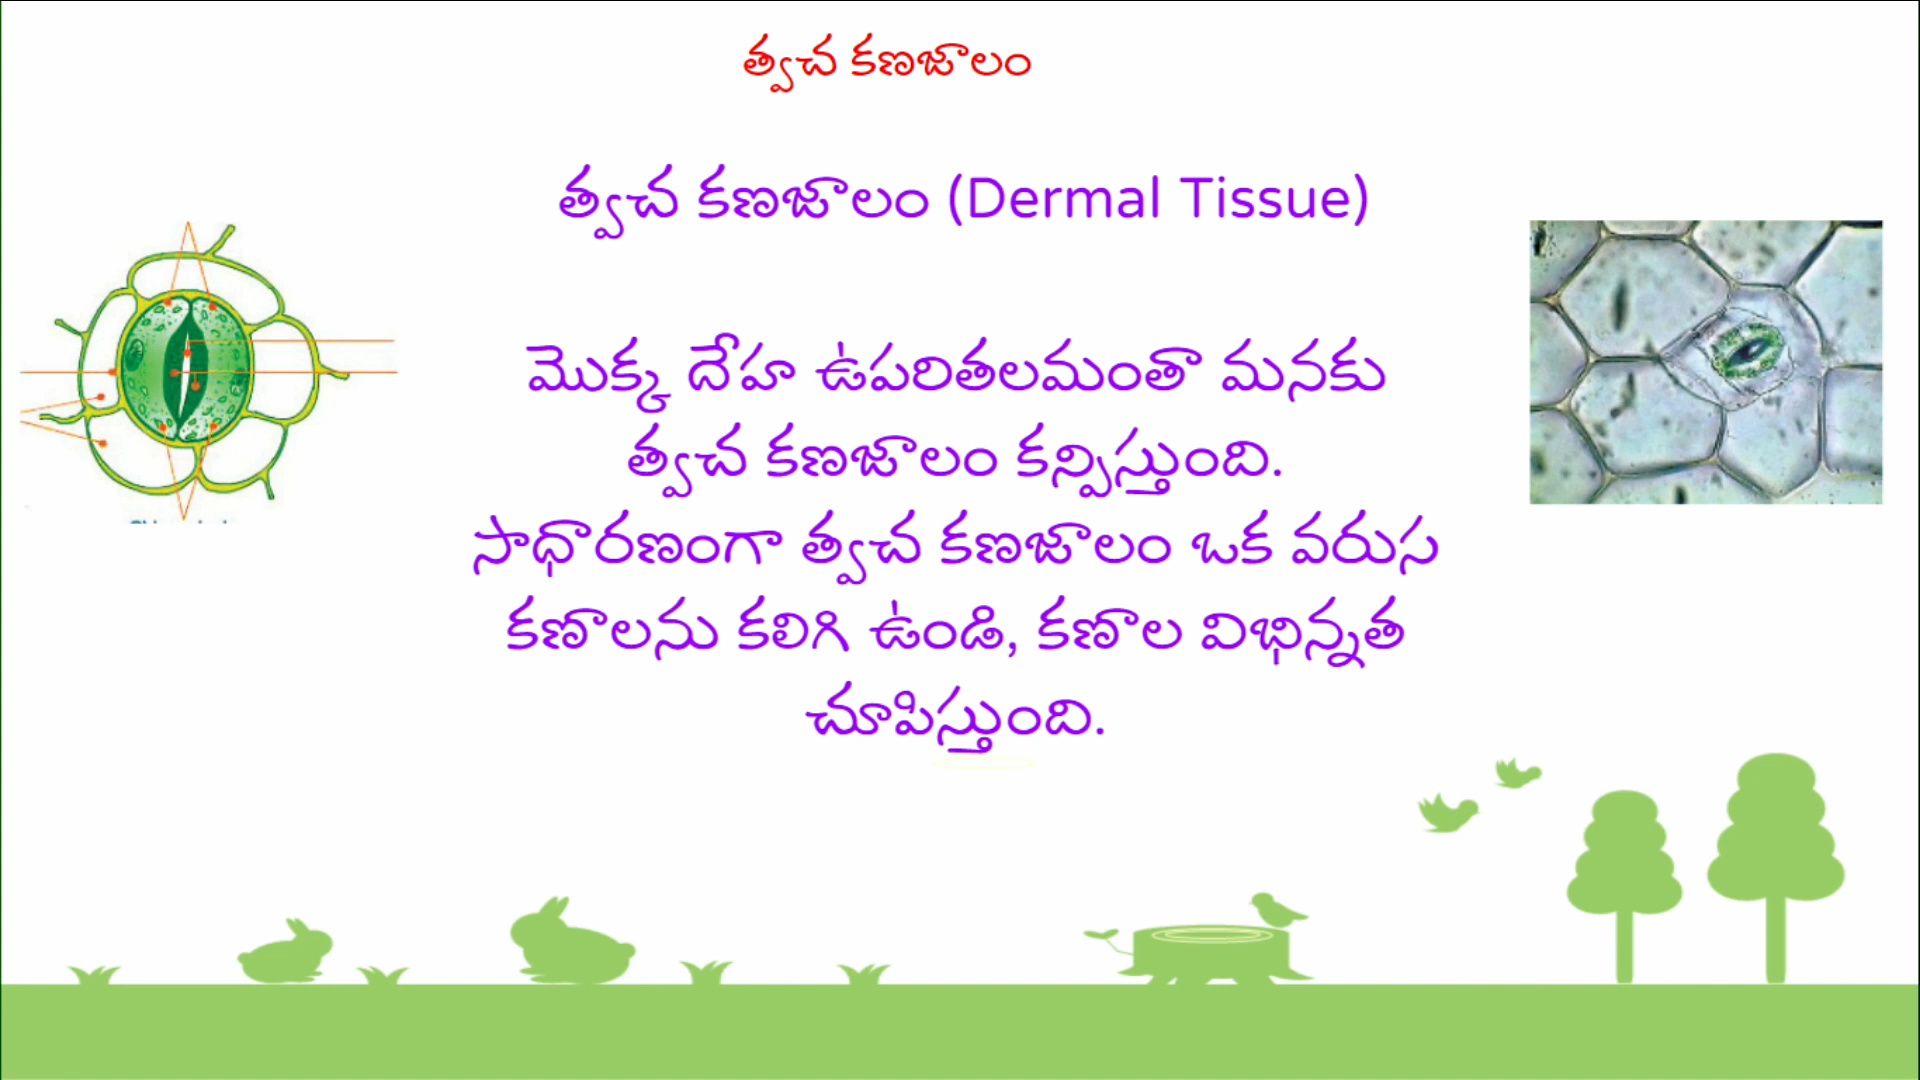 త్వచ కణజాలం
త్వచ కణజాలం (Dermal Tissue)
మొక్క దేహ ఉపరితలమంతా మనకు
త్వచ కణజాలం కన్పిస్తుంది.
సాధారణంగా త్వచ కణజాలం ఒక వరుస
కణాలను కలిగి ఉండి, కణాల విభిన్నత
చూపిస్తుంది.